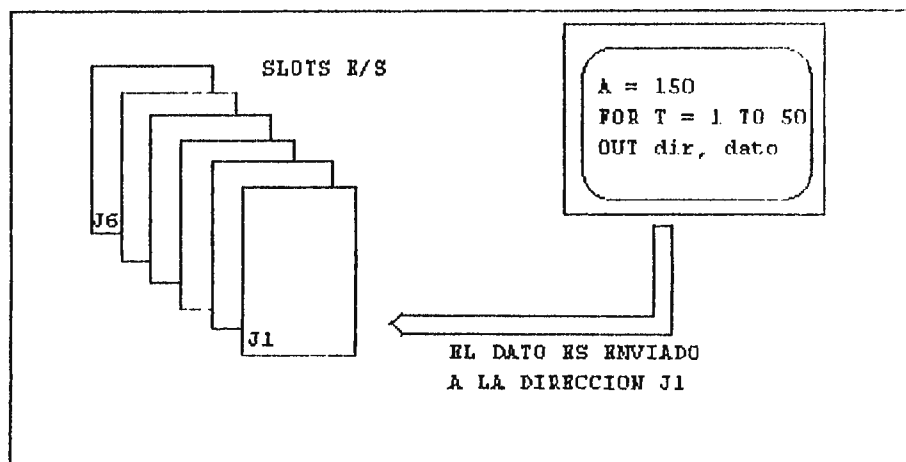 SLOTS E/S
A = 150
FOR T = 1 TO 50
OUT dir, dato
J6
J1
EL DATO ES ENVIADO
A LA DIRECCION J1